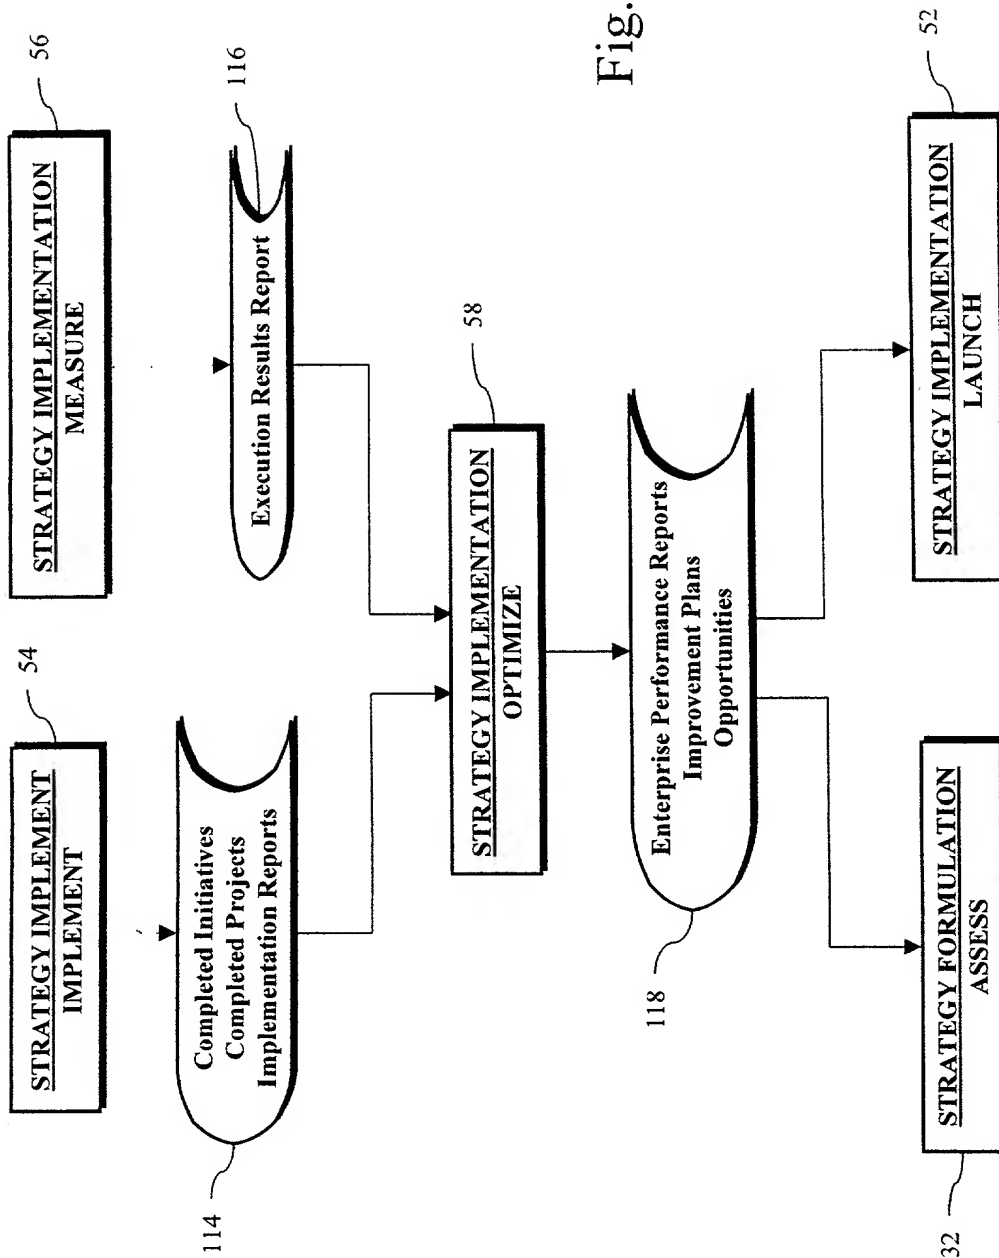 54
STRATEGY IMPLEMENT
IMPLEMENT
56
STRATEGY IMPLEMENTATION
MEASURE
114
Completed Initiatives
Completed Projects
Implementation Reports
116
Execution Results Report
58
STRATEGY IMPLEMENTATION
OPTIMIZE
Fig.
118
Enterprise Performance Reports
Improvement Plans
Opportunities
32
STRATEGY FORMULATION
ASSESS
52
STRATEGY IMPLEMENTATION
LAUNCH